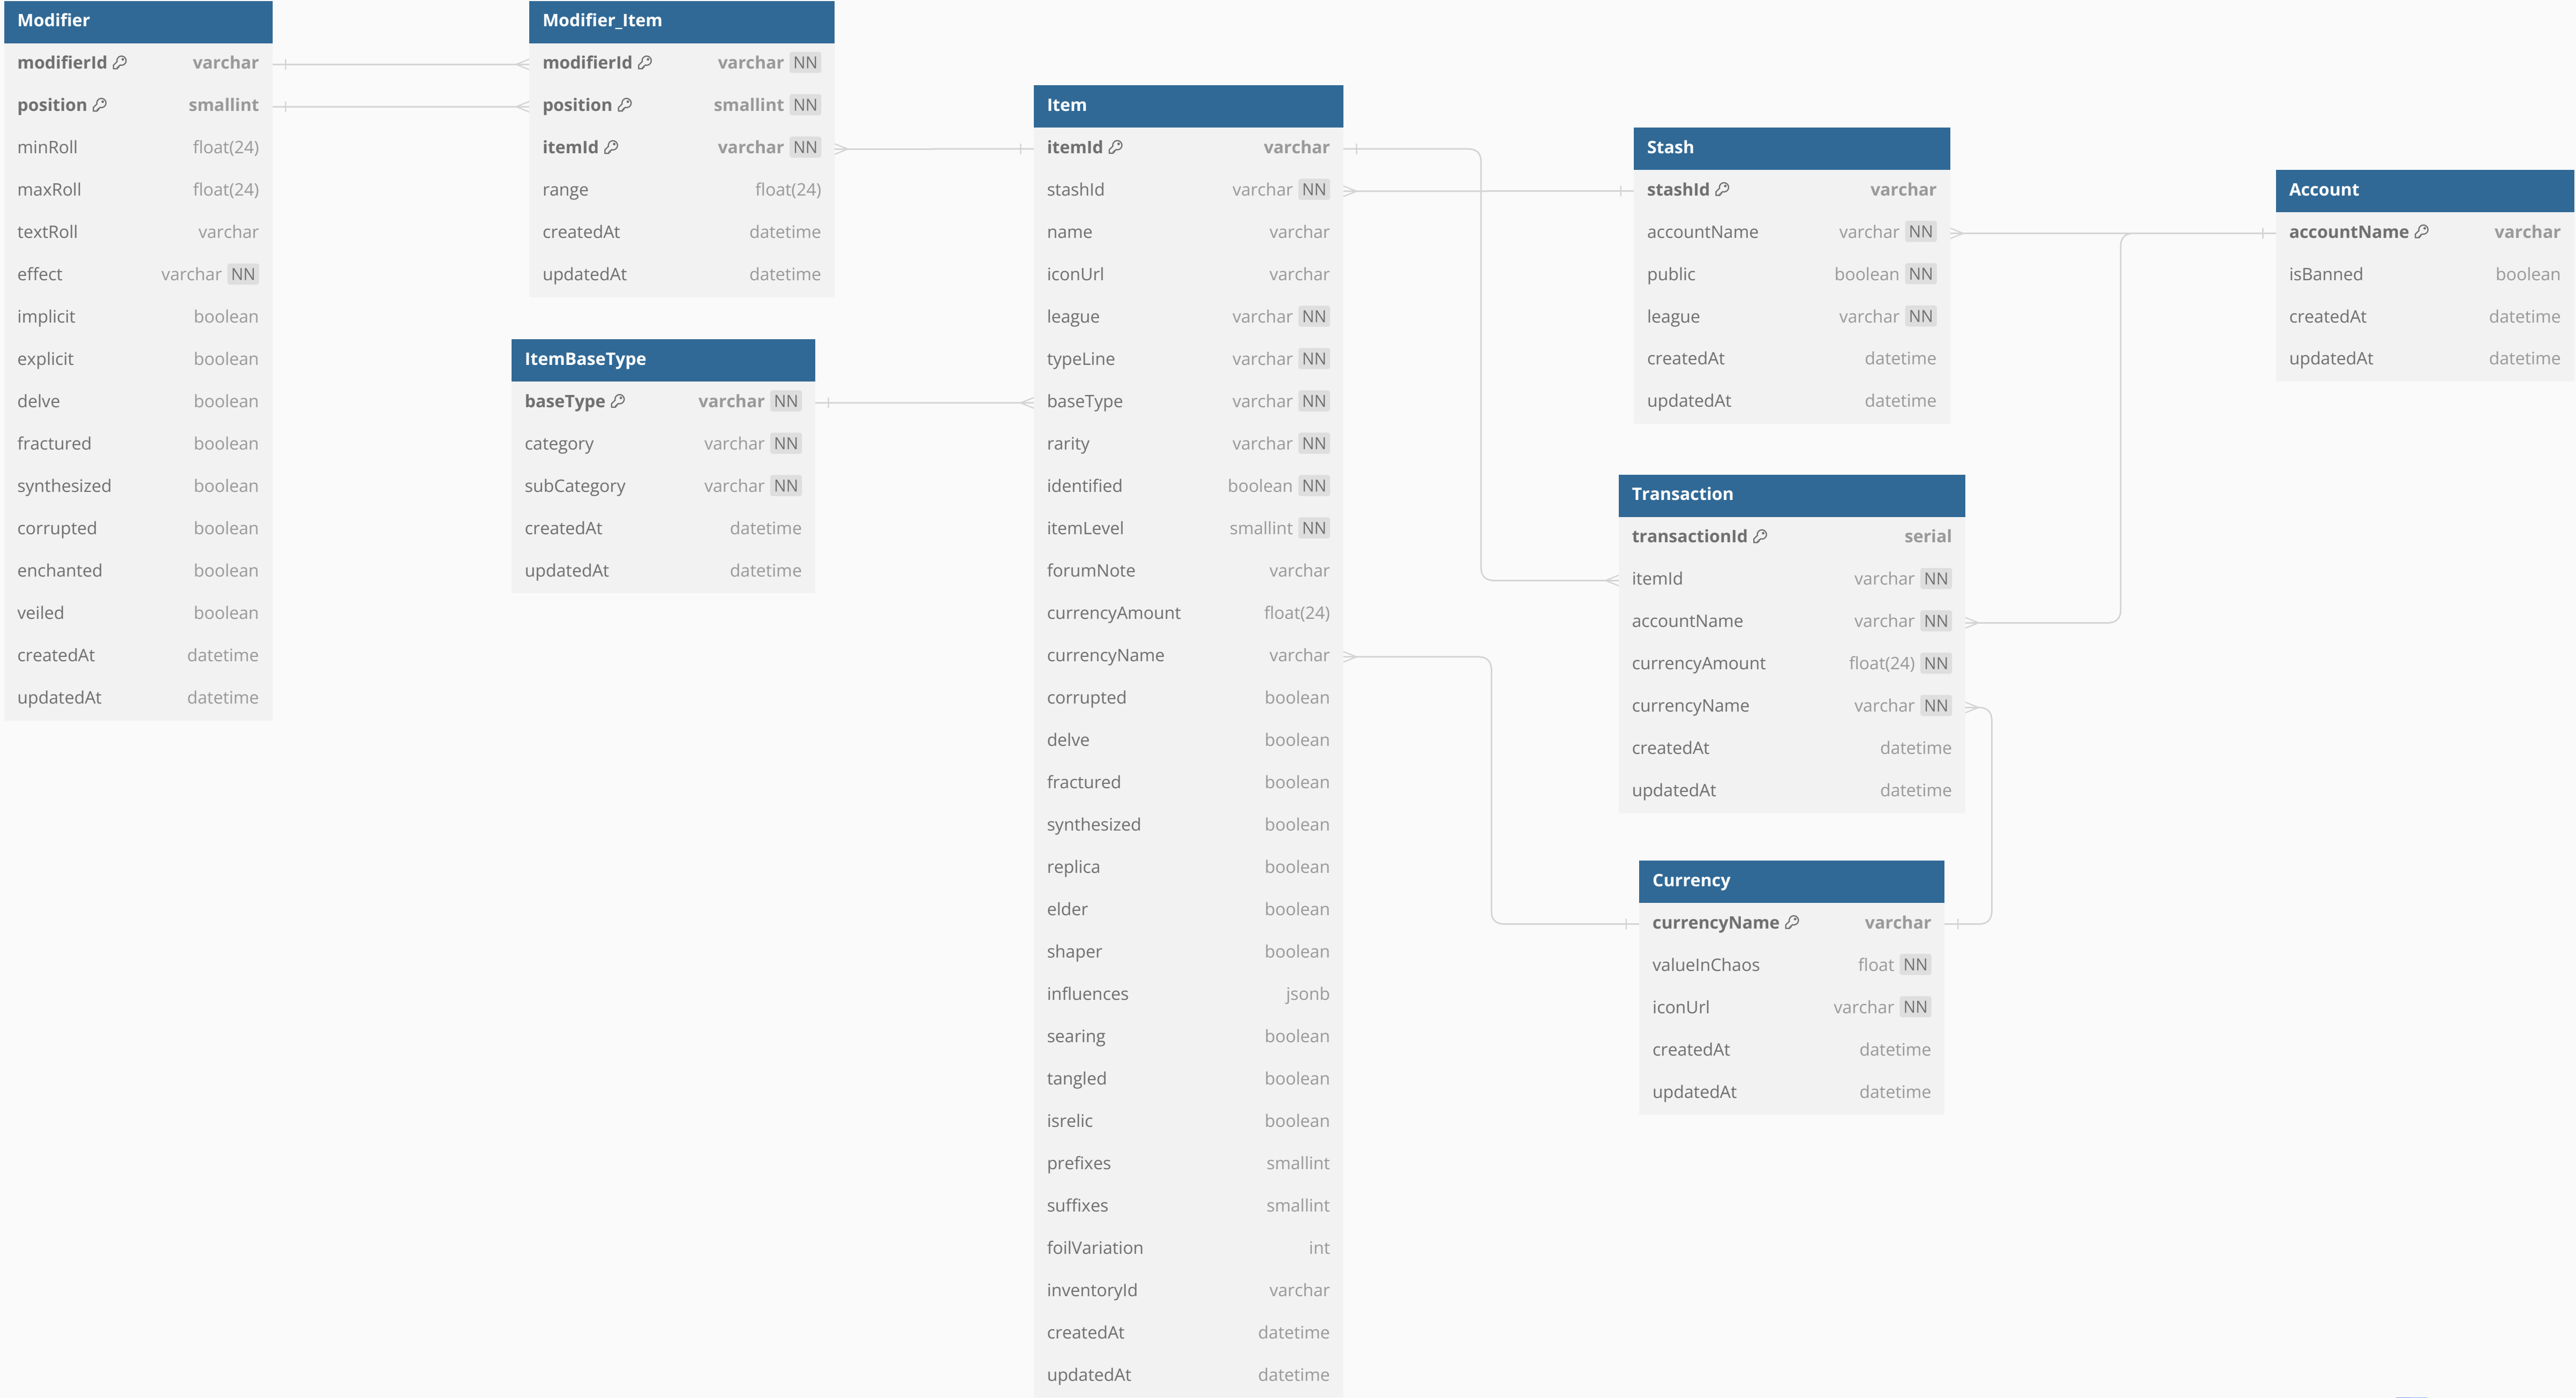 Modifier
modifierId varchar
position smallint
minRoll float(24)
maxRoll float(24)
textRoll varchar
effect varchar NN
implicit boolean
explicit boolean
delve boolean
fractured boolean
synthesized boolean
corrupted boolean
enchanted boolean
veiled boolean
createdAt datetime
updatedAt datetime
Modifier_Item
modifierId varchar NN
position smallint NN
itemId varchar NN
range float(24)
createdAt datetime
updatedAt datetime
ItemBaseType
baseType varchar NN
category varchar NN
subCategory varchar NN
createdAt datetime
updatedAt datetime
Item
itemId varchar
stashId varchar NN
name varchar
iconUrl varchar
league varchar NN
typeLine varchar NN
baseType varchar NN
rarity varchar NN
identified boolean NN
itemLevel smallint NN
forumNote varchar
currencyAmount float(24)
currencyName varchar
corrupted boolean
delve boolean
fractured boolean
synthesized boolean
replica boolean
elder boolean
shaper boolean
influences jsonb
searing boolean
tangled boolean
isrelic boolean
prefixes smallint
suffixes smallint
foilVariation int
inventoryId varchar
createdAt datetime
updatedAt datetime
Stash
stashId varchar
accountName varchar NN
public boolean NN
league varchar NN
createdAt datetime
updatedAt datetime
Transaction
transactionId serial
itemId varchar NN
accountName varchar NN
currencyAmount float(24) NN
currencyName varchar NN
createdAt datetime
updatedAt datetime
Currency
currencyName varchar
valueInChaos float NN
iconUrl varchar NN
createdAt datetime
updatedAt datetime
Account
accountName varchar
isBanned boolean
createdAt datetime
updatedAt datetime